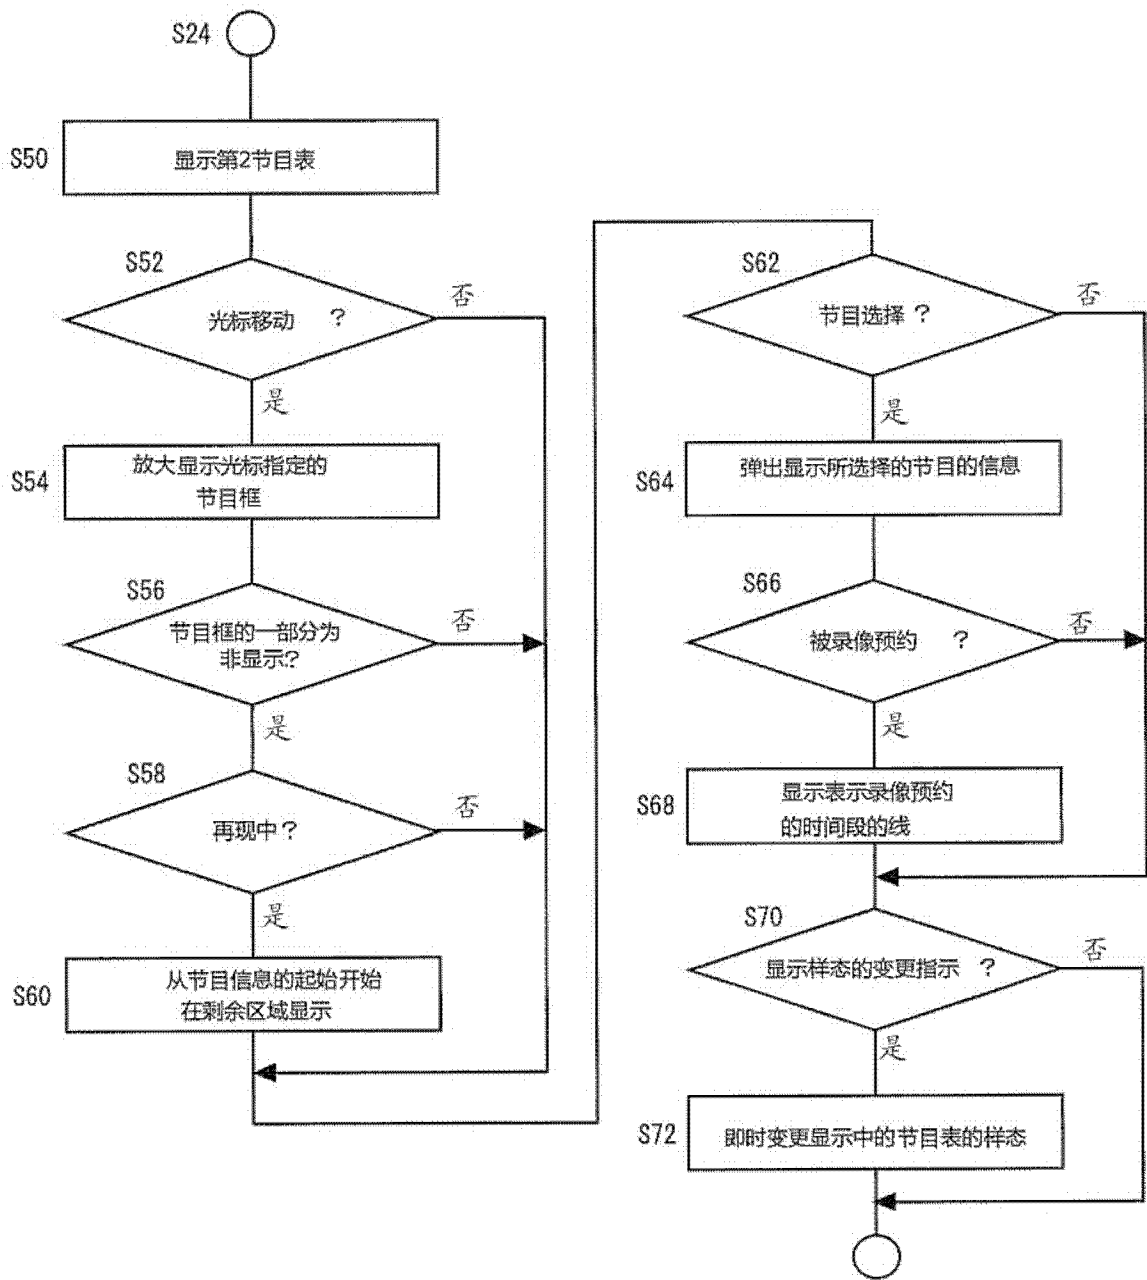 S24
S50
显示第2节目表
S52
光标移动 ?
否
是
S54
放大显示光标指定的
节目框
S56
节目框的一部分为
非显示?
否
是
S58
再现中?
否
是
S60
从节目信息的起始开始
在剩余区域显示
S62
节目选择?
否
是
S64
弹出显示所选择的节目的信息
S66
被录像预约 ?
否
是
S68
显示表示录像预约
的时间段的线
S70
显示样态的变更指示 ?
否
是
S72
即时变更显示中的节目表的样态